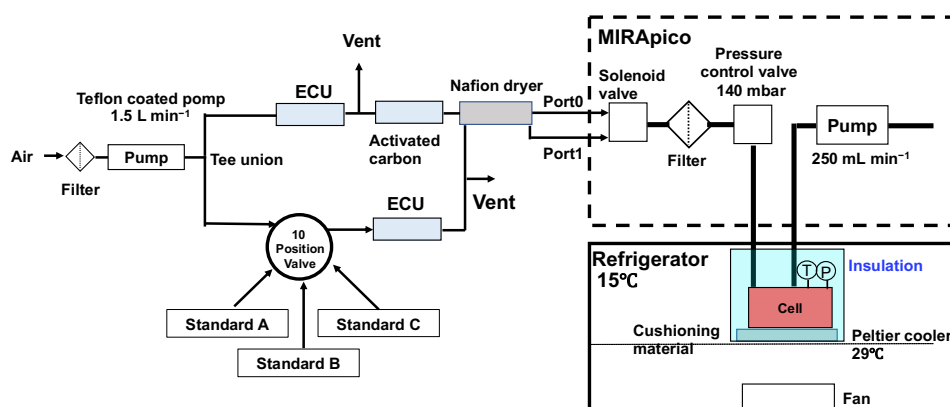 MIRApico
Vent
Pressure
control valve
140 mbar
Solenoid
valve
Nafion dryer
ECU
Teflon coated pomp
1.5 L min⁻¹
Port0
Pump
Activated
carbon
Port1
Filter
250 mL min⁻¹
Air
Pump
Tee union
Filter
ECU
Vent
10
Position
Valve
Refrigerator
15℃
Insulation
T
P
Cell
Standard A
Standard C
Standard B
Cushioning
material
Peltier cooler
29℃
Fan